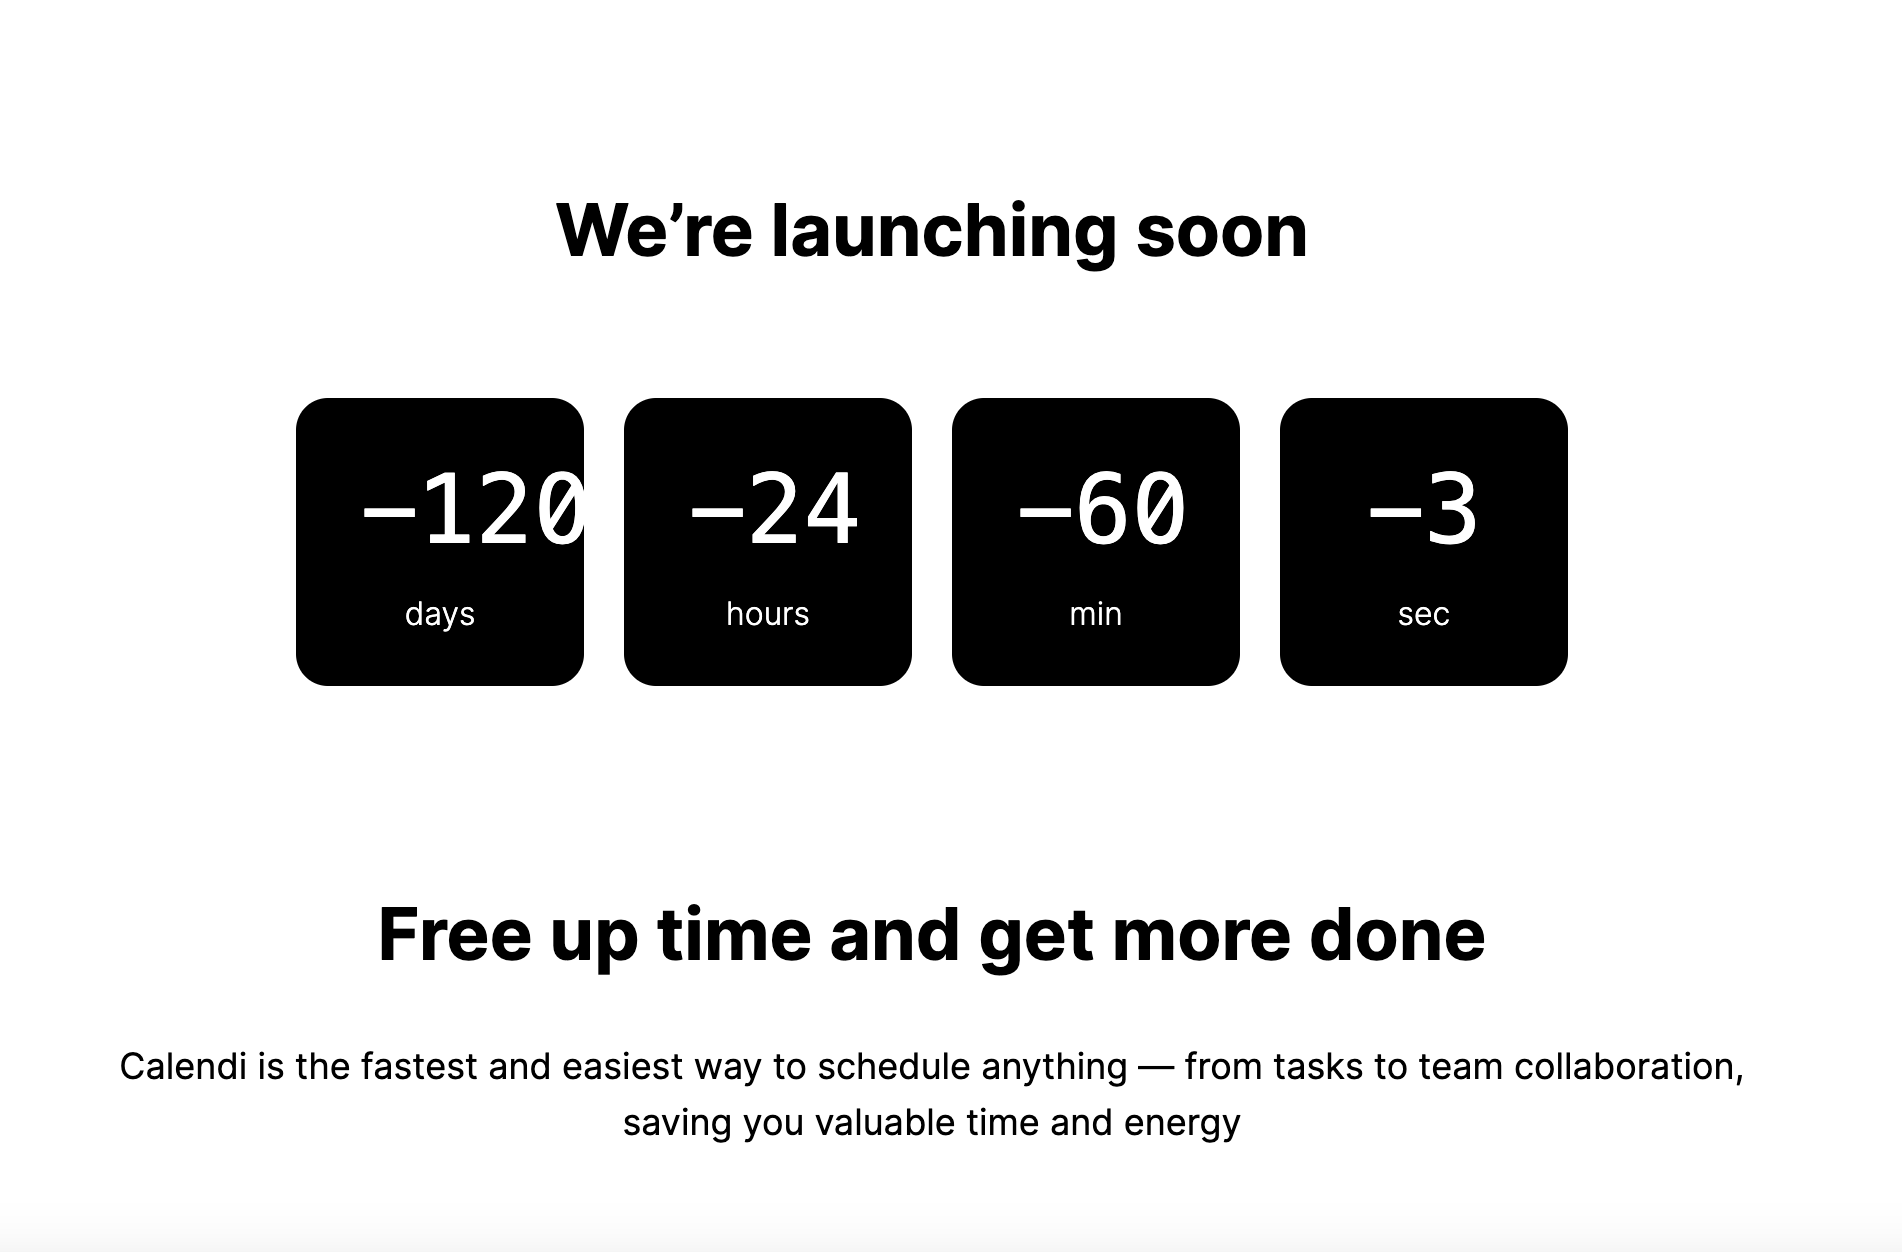 We’re launching soon
–120 –24 –60 –3
days hours min sec
Free up time and get more done
Calendi is the fastest and easiest way to schedule anything — from tasks to team collaboration,
saving you valuable time and energy